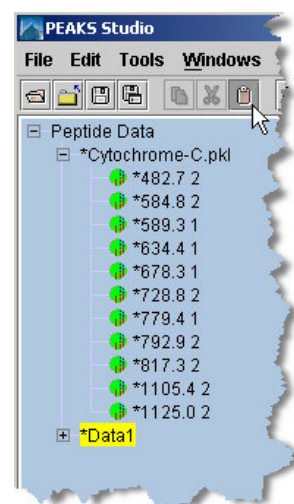 PEAKS Studio
File Edit Tools Windows
Peptide Data
*Cytochrome-C.pkl
*482.7 2
*584.8 2
*589.3 1
*634.4 1
*678.3 1
*728.8 2
*779.4 1
*792.9 2
*817.3 2
*1105.4 2
*1125.0 2
*Data1